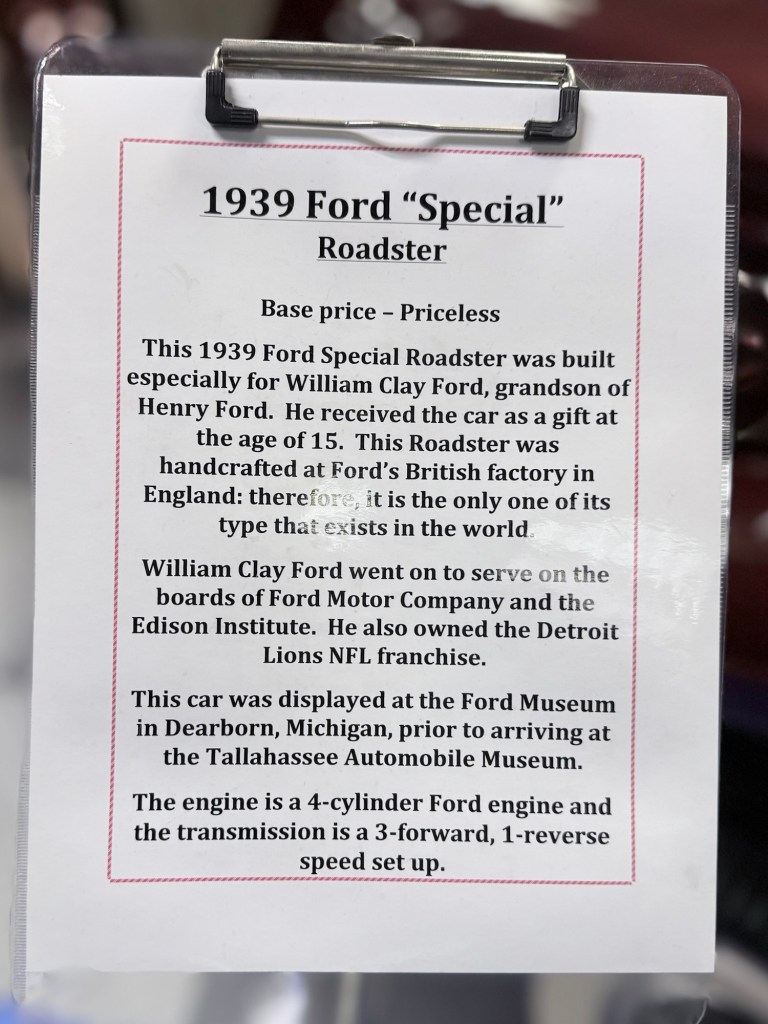 1939 Ford “Special”
Roadster
Base price – Priceless
This 1939 Ford Special Roadster was built
especially for William Clay Ford, grandson of
Henry Ford.  He received the car as a gift at
the age of 15.  This Roadster was
handcrafted at Ford’s British factory in
England: therefore, it is the only one of its
type that exists in the world.
William Clay Ford went on to serve on the
boards of Ford Motor Company and the
Edison Institute.  He also owned the Detroit
Lions NFL franchise.
This car was displayed at the Ford Museum
in Dearborn, Michigan, prior to arriving at
the Tallahassee Automobile Museum.
The engine is a 4-cylinder Ford engine and
the transmission is a 3-forward, 1-reverse
speed set up.